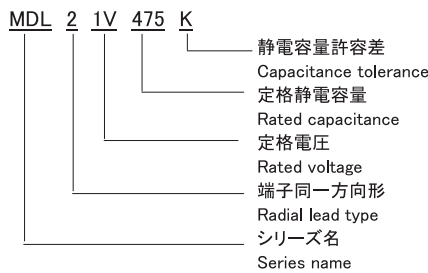 MDL 2 1V 475 K
静電容量許容差
Capacitance tolerance
定格静電容量
Rated capacitance
定格電圧
Rated voltage
端子同一方向形
Radial lead type
シリーズ名
Series name